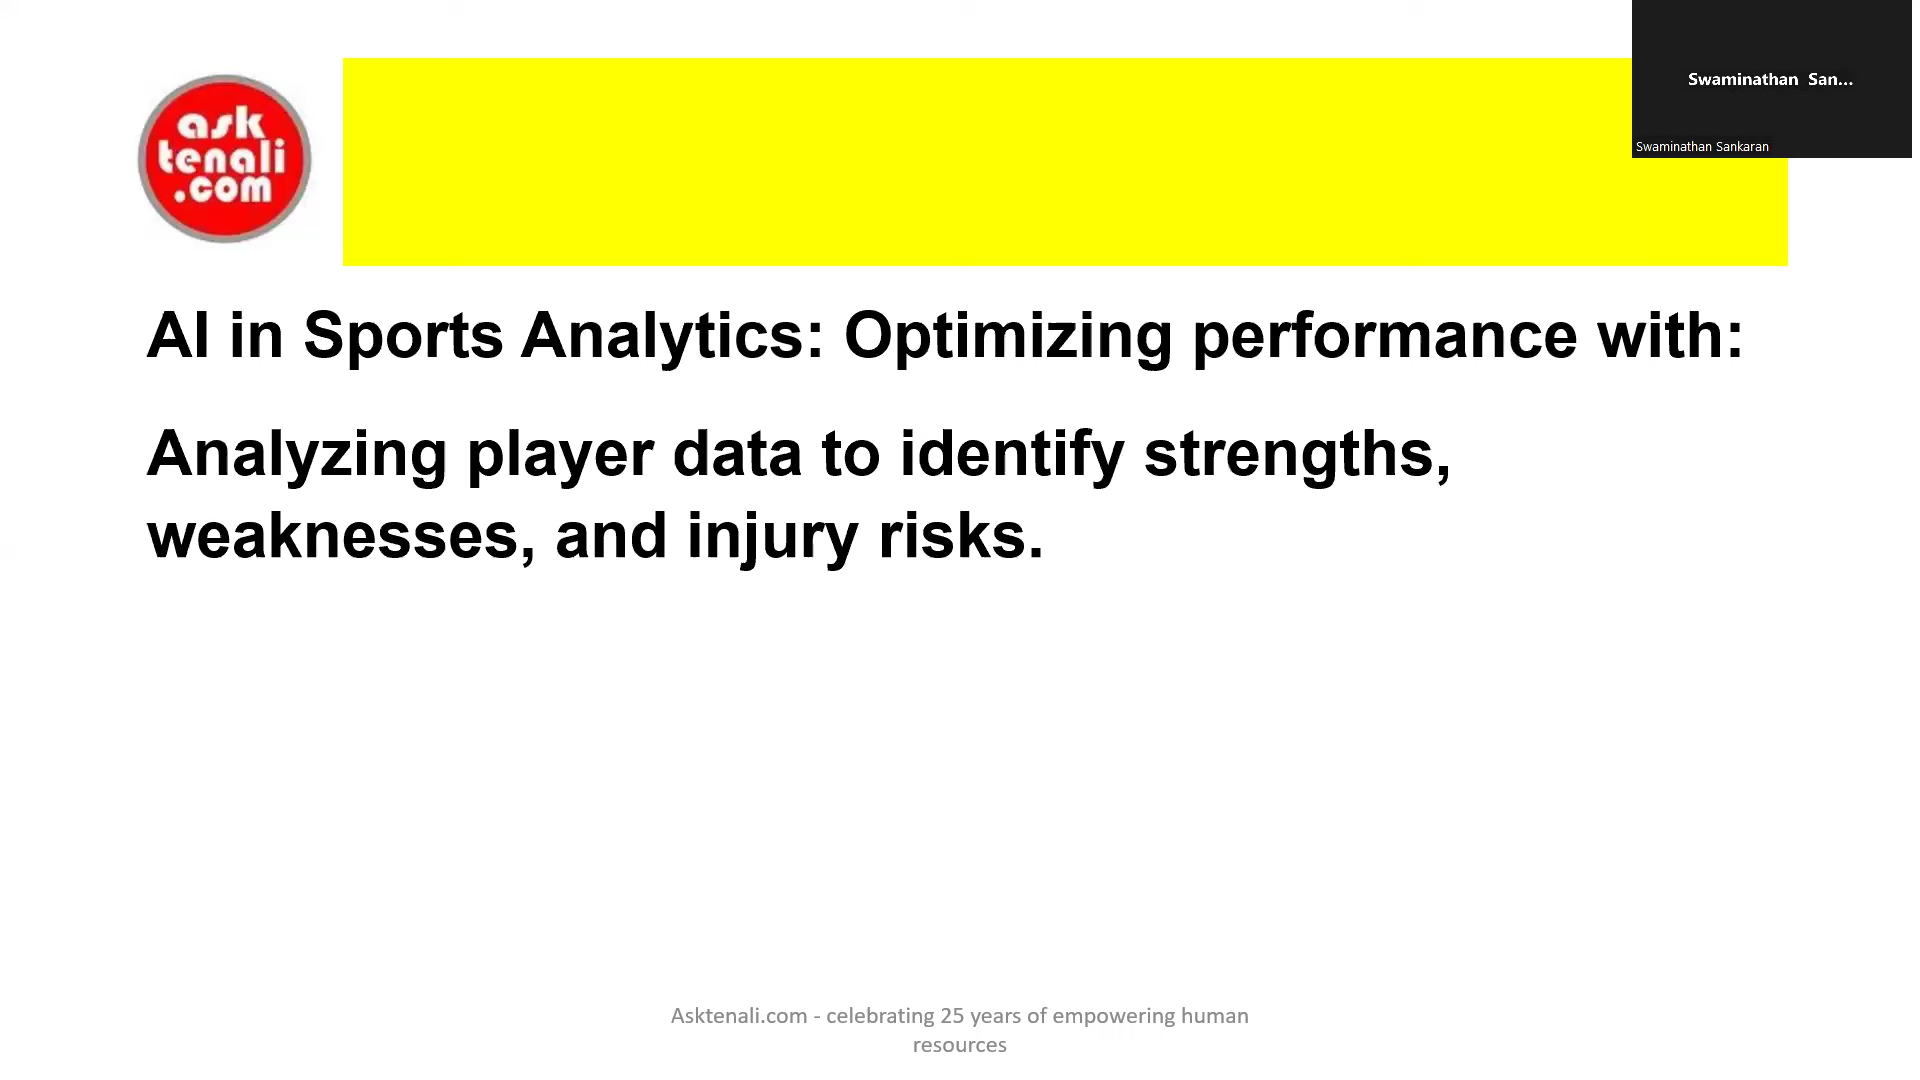 Swaminathan San...
Swaminathan Sankaran
ask
tenali
.com
AI in Sports Analytics: Optimizing performance with:
Analyzing player data to identify strengths,
weaknesses, and injury risks.
Asktenali.com - celebrating 25 years of empowering human
resources